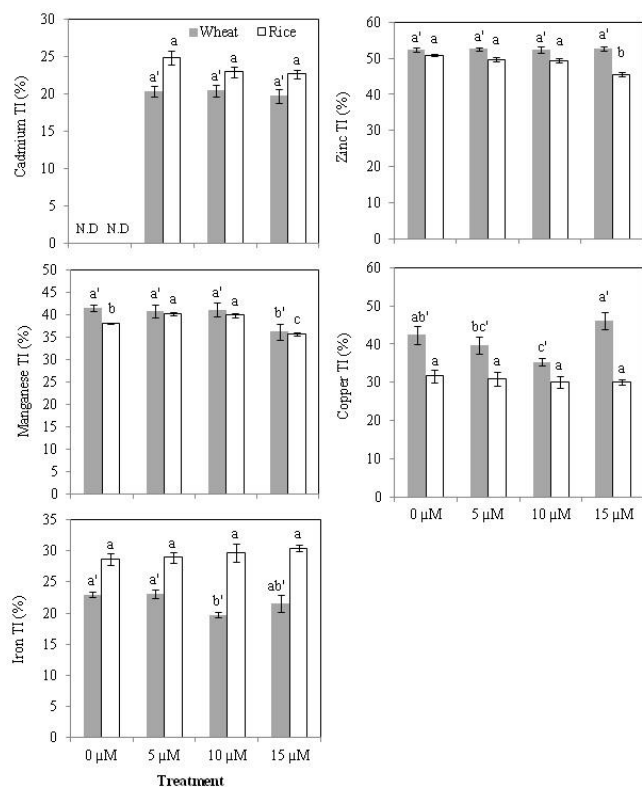 Cadmium TI (%)
30
25
20
15
10
5
0
Wheat Rice
N.D N.D
a' a
a' a
a' a
Zinc TI (%)
60
50
40
30
20
10
0
a' a
a' a
a' a
a' b
Manganese TI (%)
50
45
40
35
30
25
20
15
10
5
0
a' b
a' a
a' a
b' c
Copper TI (%)
60
50
40
30
20
10
0
ab' a
bc' a
c' a
a' a
0 µM 5 µM 10 µM 15 µM
Iron TI (%)
35
30
25
20
15
10
5
0
a' a
a' a
b' a
ab' a
0 µM 5 µM 10 µM 15 µM
Treatment